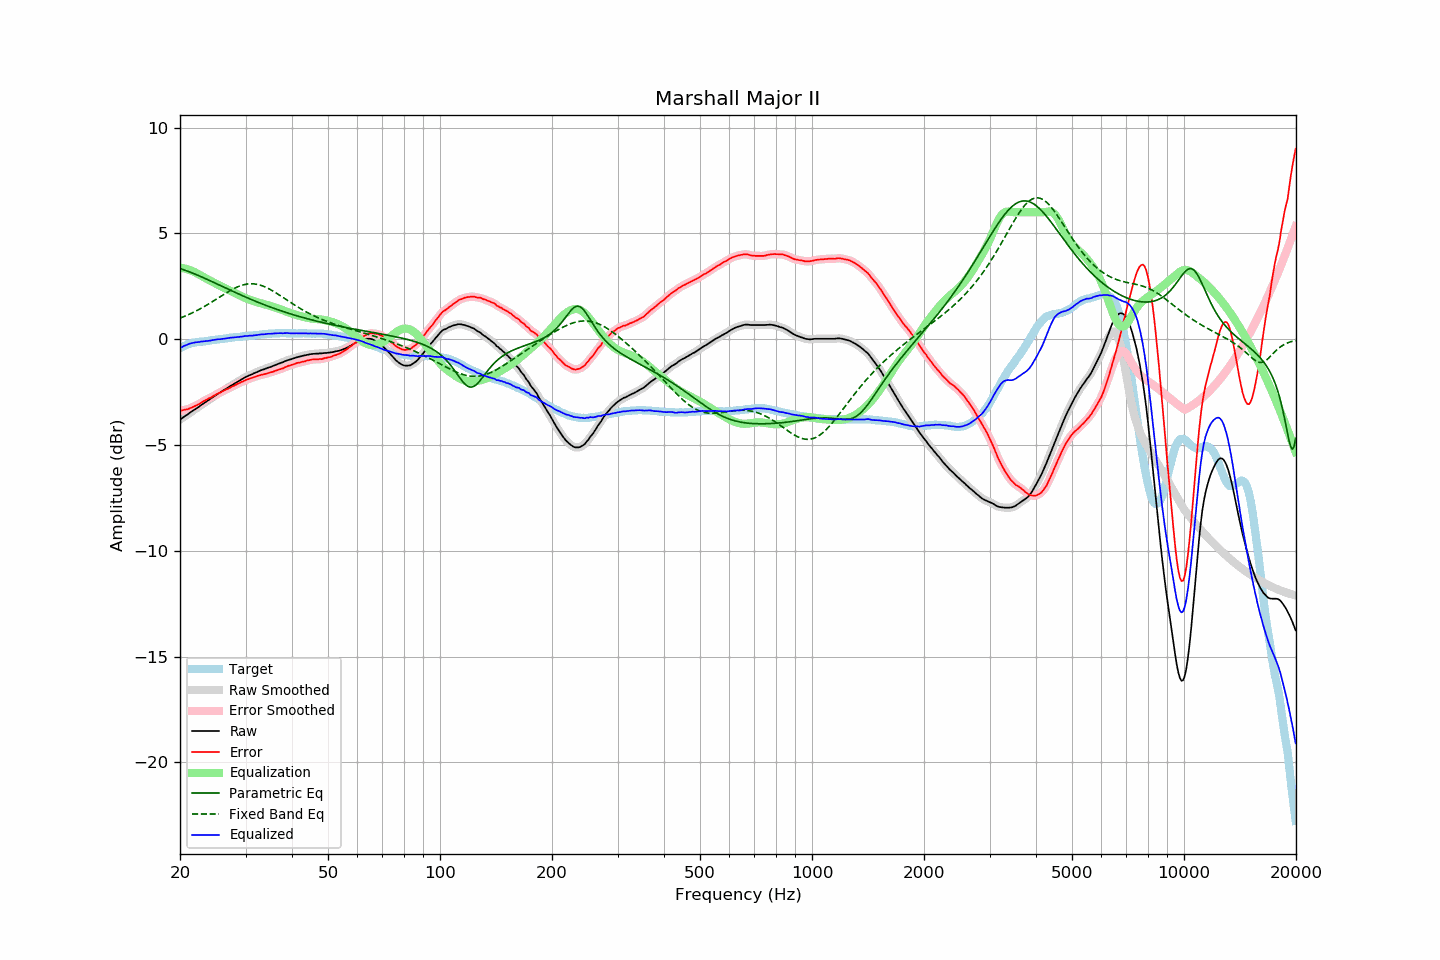 Marshall Major II
10
5
0
−5
−10
−15
−20
Amplitude (dBr)
Target
Raw Smoothed
Error Smoothed
Raw
Error
Equalization
Parametric Eq
Fixed Band Eq
Equalized
20 50 100 200 500 1000 2000 5000 10000 20000
Frequency (Hz)